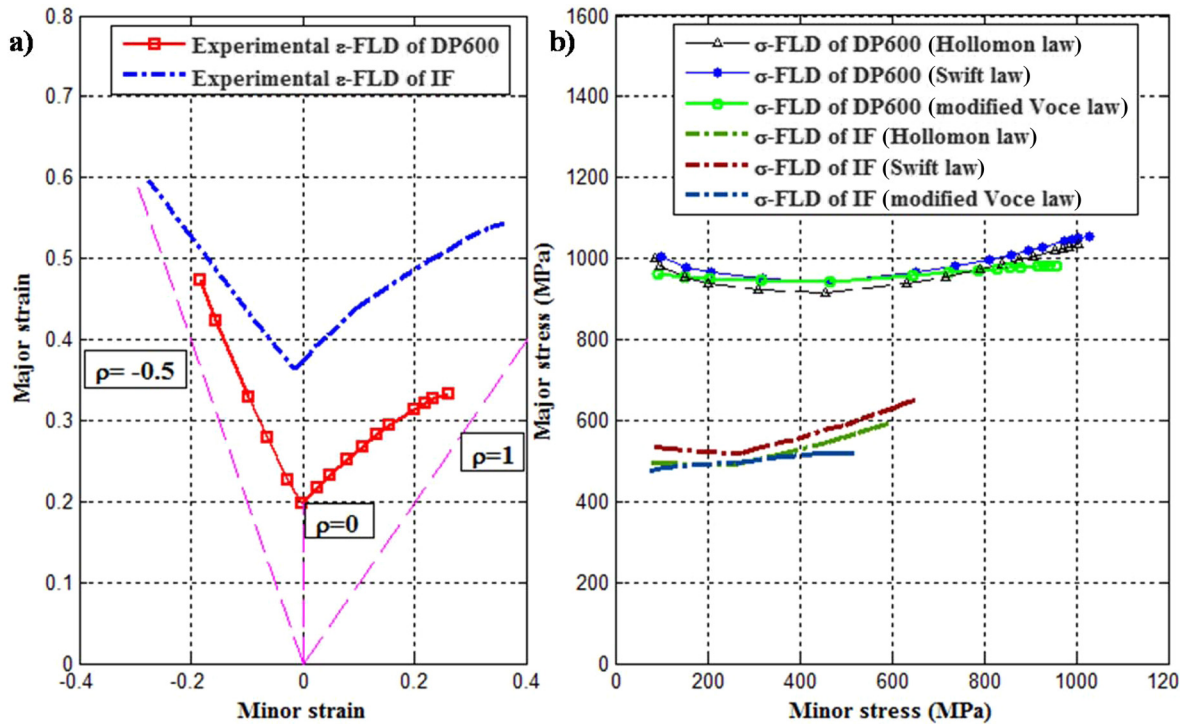 a)
Experimental ε-FLD of DP600
Experimental ε-FLD of IF
0.8
0.7
0.6
0.5
0.4
0.3
0.2
0.1
0
Major strain
ρ= -0.5
ρ=0
ρ=1
-0.4
-0.2
0
0.2
0.4
Minor strain
b)
σ-FLD of DP600 (Hollomon law)
σ-FLD of DP600 (Swift law)
σ-FLD of DP600 (modified Voce law)
σ-FLD of IF (Hollomon law)
σ-FLD of IF (Swift law)
σ-FLD of IF (modified Voce law)
1600
1400
1200
1000
800
600
400
200
0
Major stress (MPa)
0
200
400
600
800
1000
120
Minor stress (MPa)